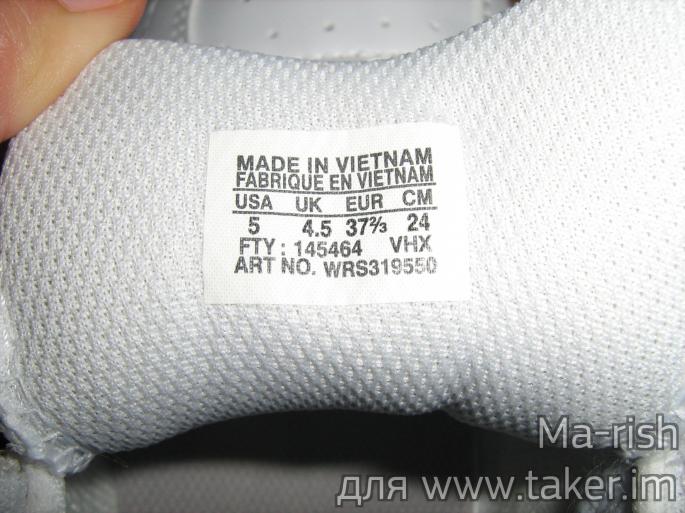 MADE IN VIETNAM
FABRIQUE EN VIETNAM
USA UK EUR CM
5 4.5 37⅔ 24
FTY : 145464 VHX
ART NO. WRS319550
Ma-rish
для www.taker.im